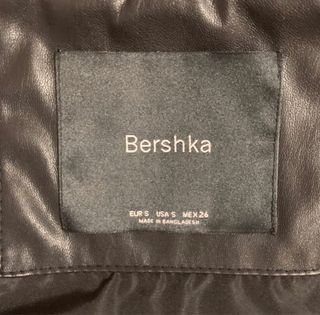 Bershka
EUR S USA S MEX 26
MADE IN BANGLADESH